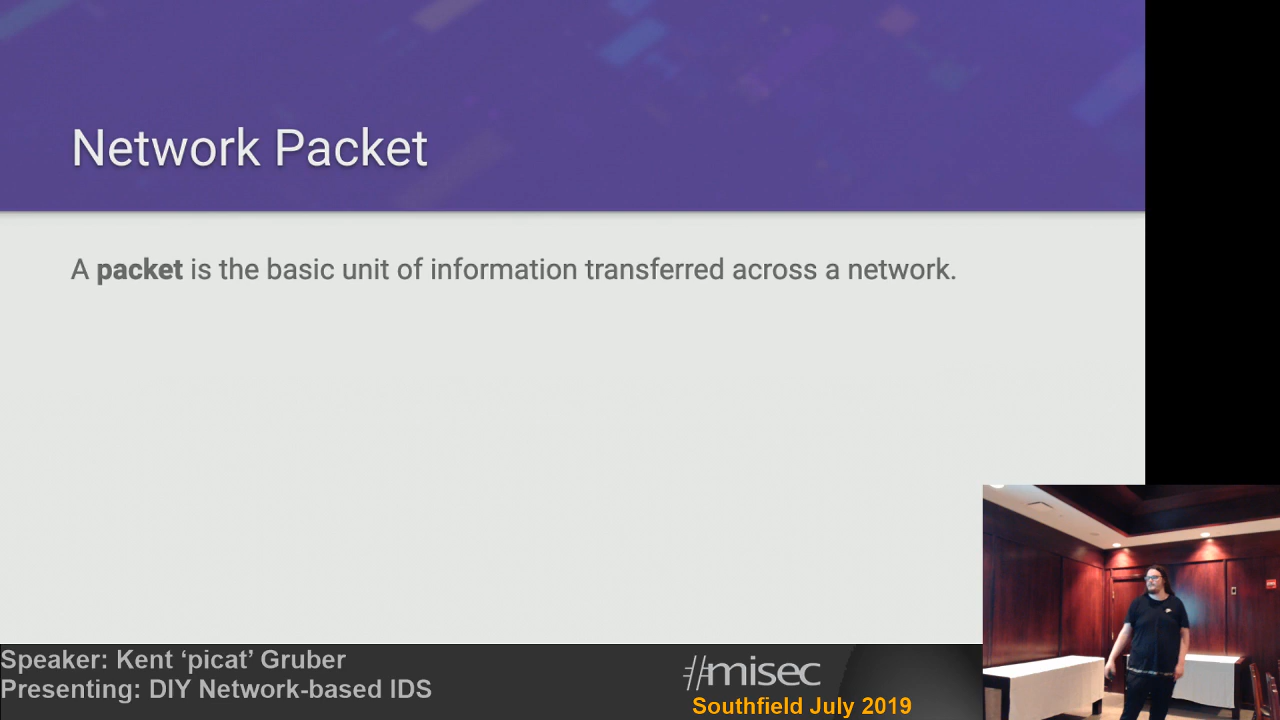 Network Packet
A packet is the basic unit of information transferred across a network.
Speaker: Kent ‘picat’ Gruber
Presenting: DIY Network-based IDS
#misec
Southfield July 2019